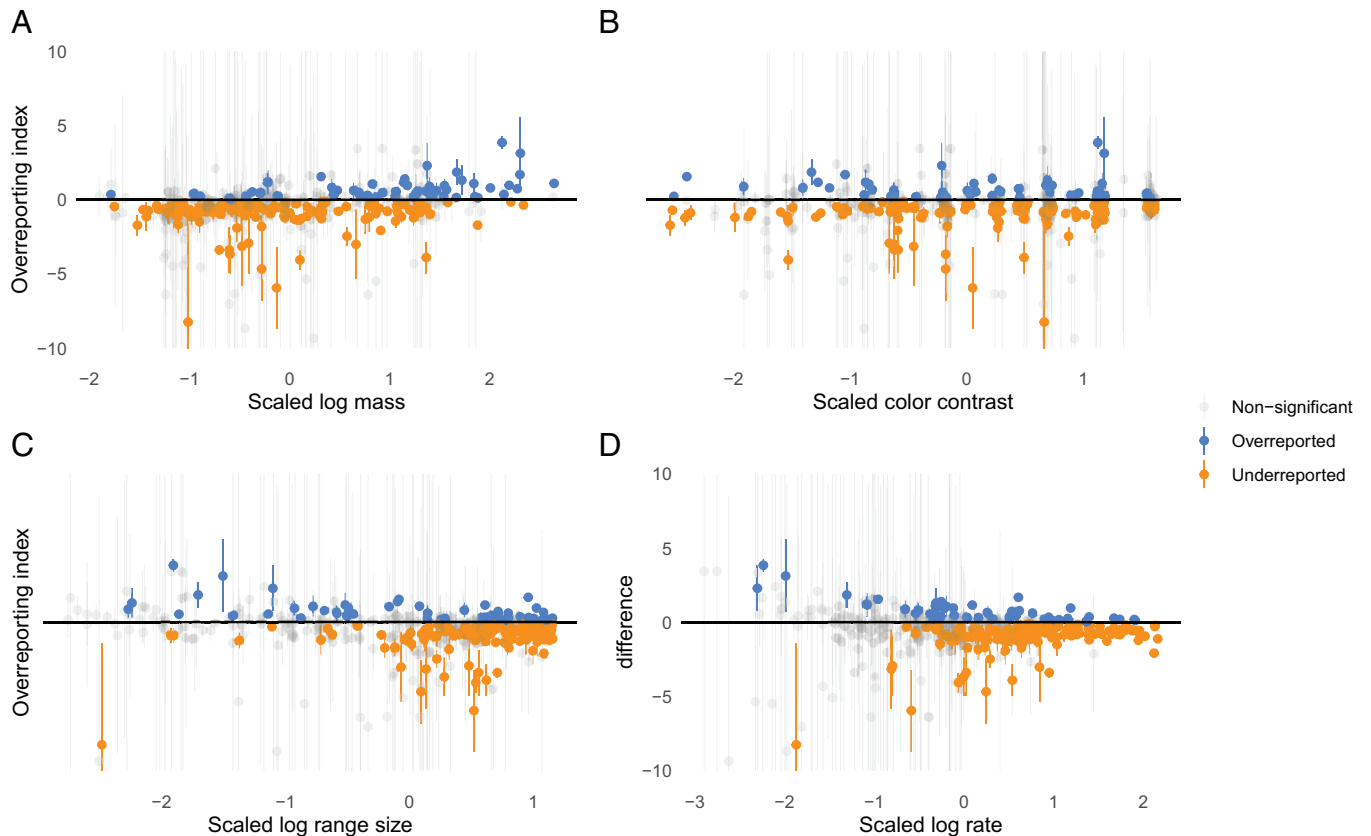 A
B
10
5
0
−5
−10
Overreporting index
−2 −1 0 1 2
−2 −1 0 1
Scaled log mass
Scaled color contrast
Non−significant
Overreported
Underreported
C
D
Overreporting index
10
5
0
−5
−10
difference
−2 −1 0 1
−3 −2 −1 0 1 2
Scaled log range size
Scaled log rate